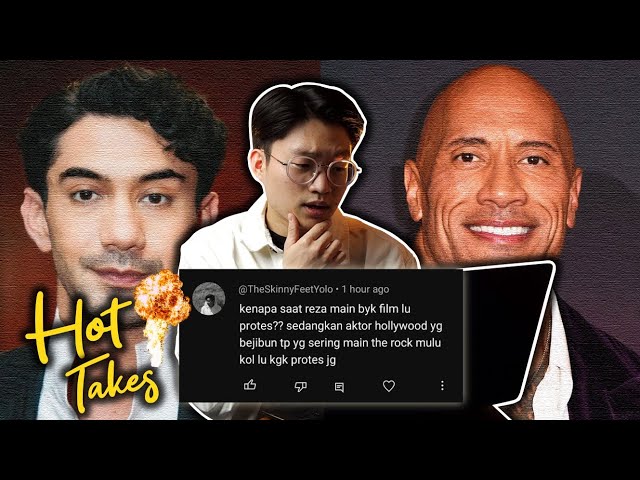 @TheSkinnyFeetYolo • 1 hour ago
kenapa saat reza main byk film lu
protes?? sedangkan aktor hollywood yg
bejibun tp yg sering main the rock mulu
kol lu kgk protes jg
Hot
Takes